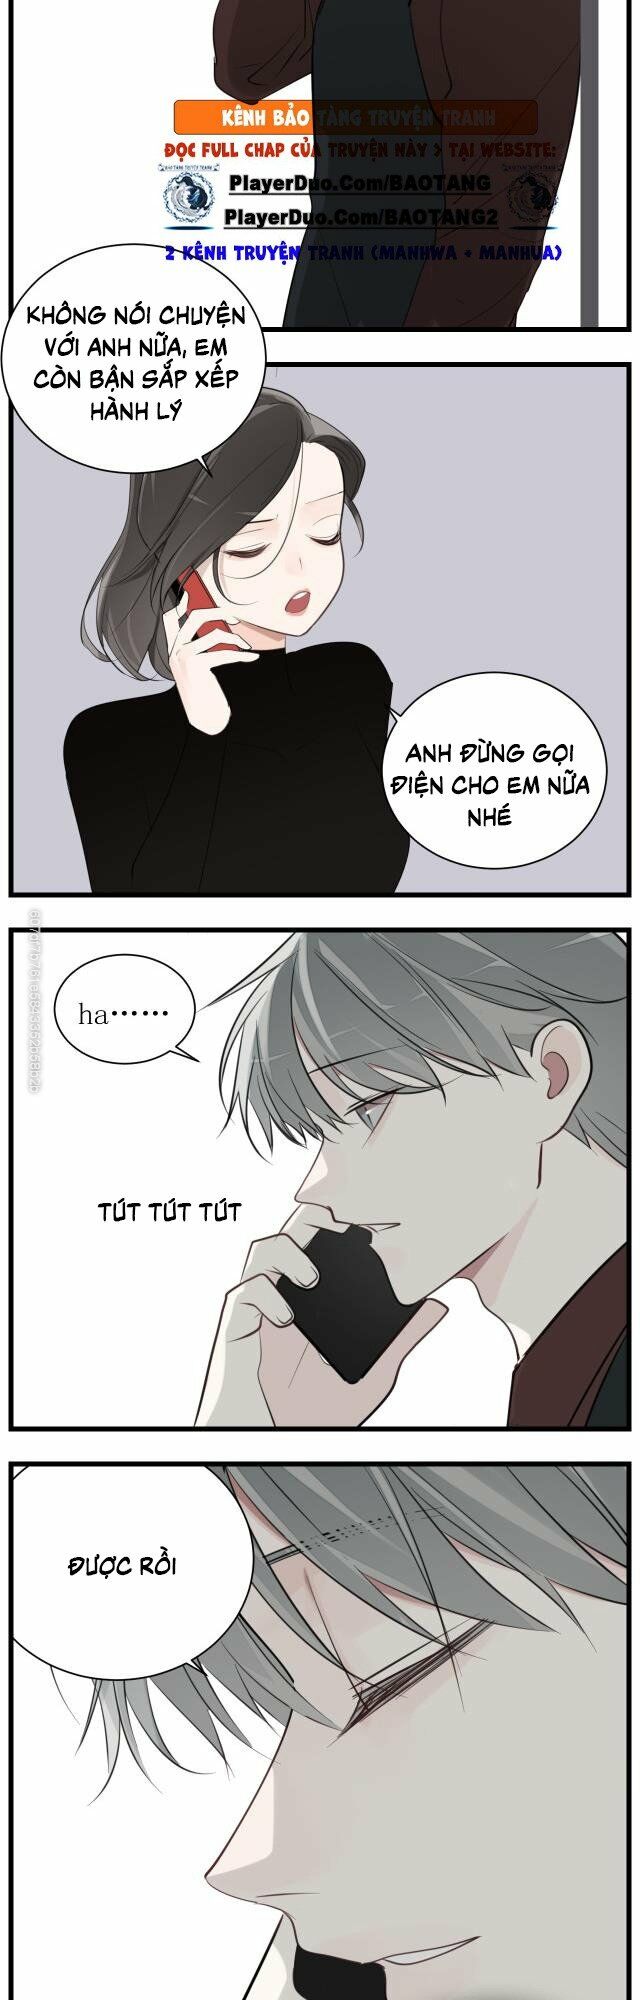 KÊNH BẢO TÀNG TRUYỆN TRANH
ĐỌC FULL CHAP CỦA TRUYỆN NÀY > TẠI WEBSITE:
PlayerDuo.Com/BAOTANG
PlayerDuo.Com/BAOTANG2
2 KÊNH TRUYỆN TRANH (MANHWA + MANHUA)
KHÔNG NÓI CHUYỆN
VỚI ANH NỮA, EM
CÒN BẬN SẮP XẾP
HÀNH LÝ
ANH ĐỪNG GỌI
ĐIỆN CHO EM NỮA
NHÉ
ha……
TÚT TÚT TÚT
ĐƯỢC RỒI